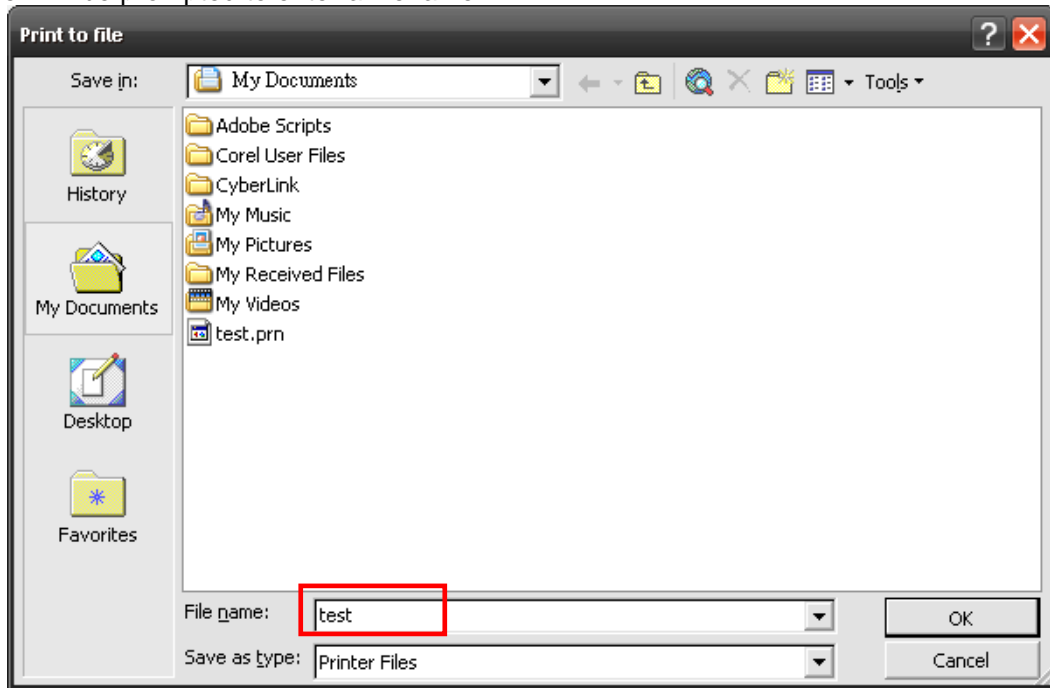 Print to file
Save in: My Documents Tools
Adobe Scripts
Corel User Files
CyberLink
My Music
My Pictures
My Received Files
My Videos
test.prn
History
My Documents
Desktop
Favorites
File name: test OK
Save as type: Printer Files Cancel